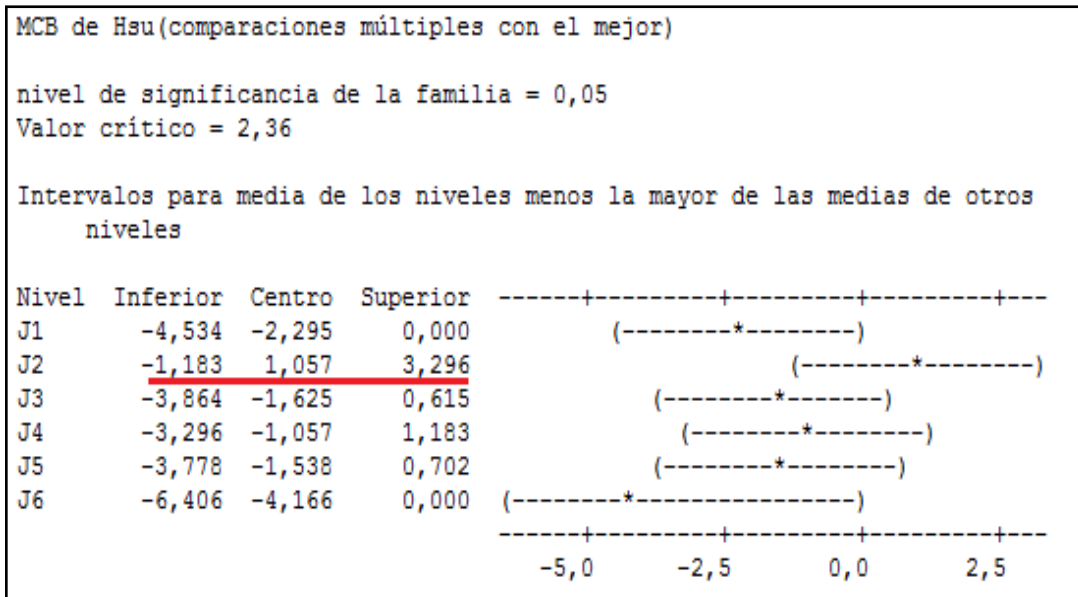 MCB de Hsu(comparaciones múltiples con el mejor)
nivel de significancia de la familia = 0,05
Valor crítico = 2,36
Intervalos para media de los niveles menos la mayor de las medias de otros
niveles
Nivel Inferior Centro Superior ------+---------+---------+---------+---
J1 -4,534 -2,295 0,000 (--------*--------)
J2 -1,183 1,057 3,296 (--------*--------)
J3 -3,864 -1,625 0,615 (--------*-------)
J4 -3,296 -1,057 1,183 (--------*--------)
J5 -3,778 -1,538 0,702 (--------*--------)
J6 -6,406 -4,166 0,000 (--------*----------------)
------+---------+---------+---------+---
-5,0 -2,5 0,0 2,5